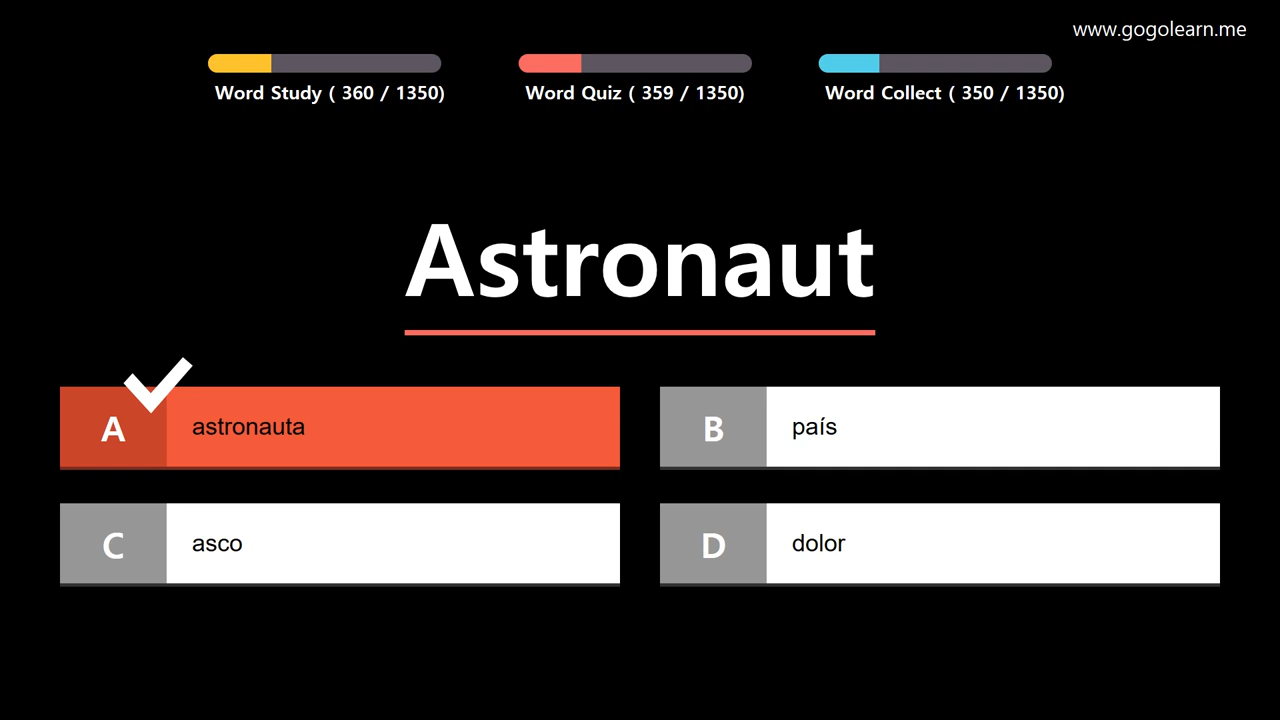 www.gogolearn.me
Word Study ( 360 / 1350)
Word Quiz ( 359 / 1350)
Word Collect ( 350 / 1350)
Astronaut
A astronauta
B país
C asco
D dolor